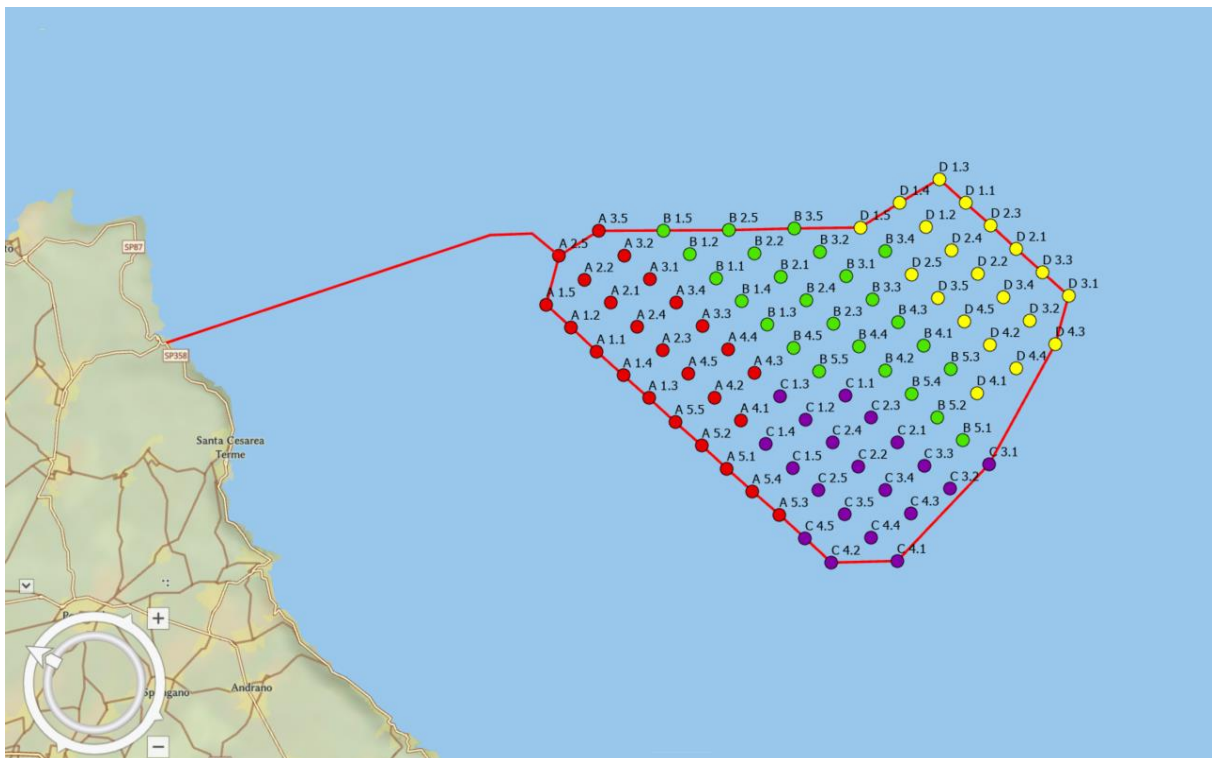 D 1.3
D 1.4
D 1.1
A 3.5
B 1.5
B 2.5
B 3.5
D 1.5
D 1.2
D 2.3
SP87
A 2.5
A 3.2
B 1.2
B 2.2
B 3.2
B 3.4
D 2.4
D 2.1
A 2.2
A 3.1
B 1.1
B 2.1
B 3.1
D 2.5
D 2.2
D 3.3
A 1.5
A 2.1
A 3.4
B 1.4
B 2.4
B 3.3
D 3.5
D 3.4
D 3.1
A 1.2
A 2.4
A 3.3
B 1.3
B 2.3
B 4.3
D 4.5
D 3.2
SP358
A 1.1
A 2.3
A 4.4
B 4.5
B 4.4
B 4.1
D 4.2
D 4.3
A 1.4
A 4.5
A 4.3
B 5.5
B 4.2
B 5.3
D 4.4
A 1.3
A 4.2
C 1.3
C 1.1
B 5.4
D 4.1
A 5.5
A 4.1
C 1.2
C 2.3
B 5.2
Santa Cesarea
Terme
A 5.2
C 1.4
C 2.4
C 2.1
B 5.1
A 5.1
C 1.5
C 2.2
C 3.3
C 3.1
A 5.4
C 2.5
C 3.4
C 3.2
A 5.3
C 3.5
C 4.3
C 4.5
C 4.4
C 4.2
C 4.1
Andrano